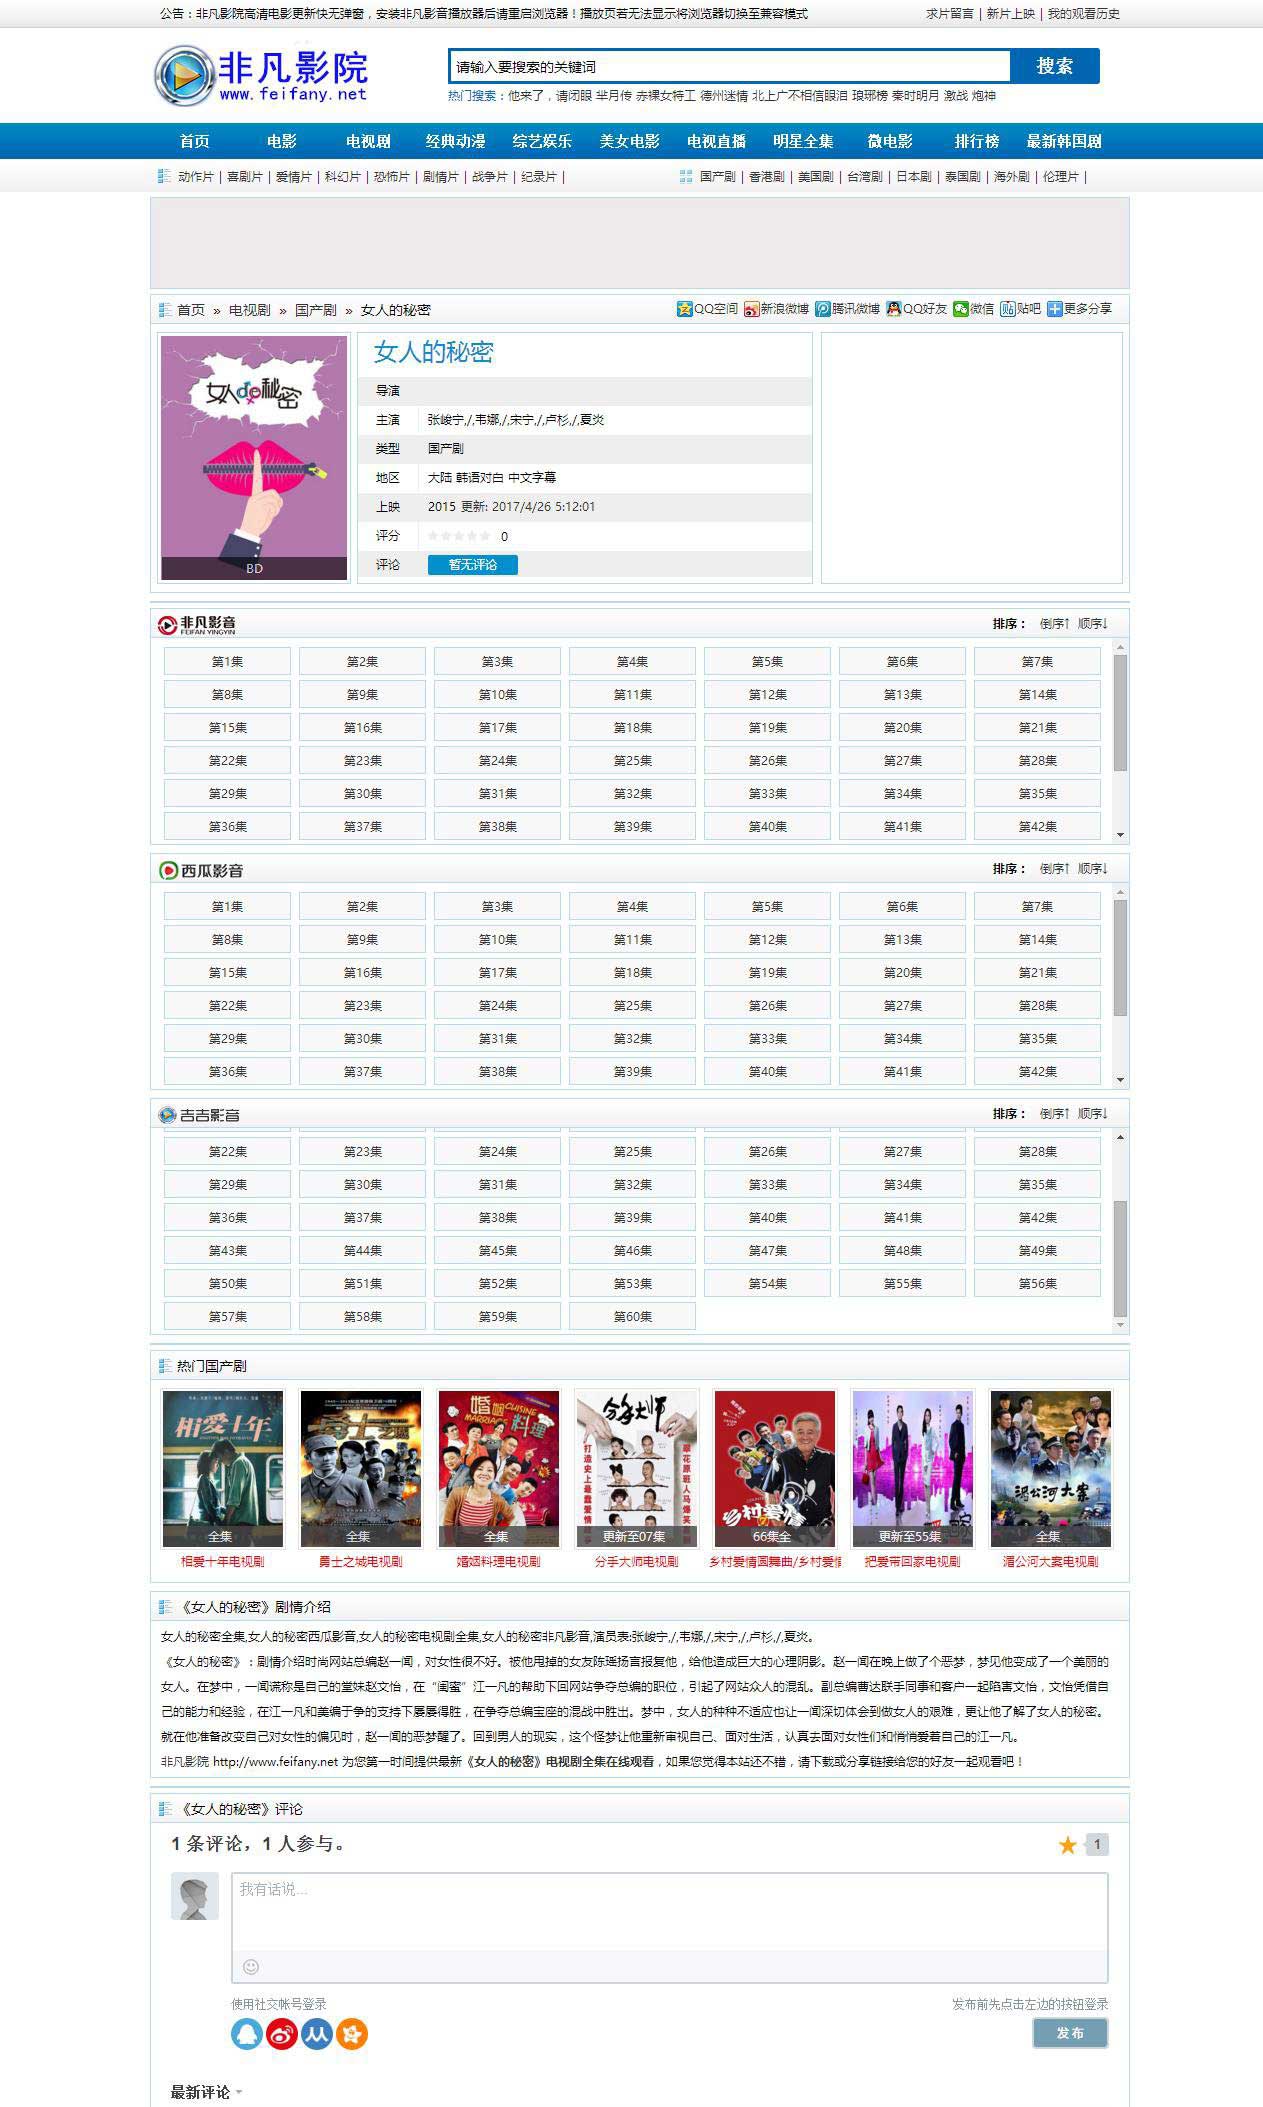 公告：非凡影院高清电影更新快无弹窗，安装非凡影音播放器后请重启浏览器！播放页若无法显示将浏览器切换至兼容模式
求片留言 | 新片上映 | 我的观看历史
非凡影院
www.feifany.net
请输入要搜索的关键词
搜索
热门搜索：他来了，请闭眼 芈月传 赤裸女特工 德州迷情 北上广不相信眼泪 琅琊榜 秦时明月 激战 炮神
首页 电影 电视剧 经典动漫 综艺娱乐 美女电影 电视直播 明星全集 微电影 排行榜 最新韩国剧
动作片 | 喜剧片 | 爱情片 | 科幻片 | 恐怖片 | 剧情片 | 战争片 | 纪录片 |
国产剧 | 香港剧 | 美国剧 | 台湾剧 | 日本剧 | 泰国剧 | 海外剧 | 伦理片 |
首页 » 电视剧 » 国产剧 » 女人的秘密
QQ空间 新浪微博 腾讯微博 QQ好友 微信 贴吧 更多分享
女人de秘密
BD
女人的秘密
导演
主演 张峻宁,/,韦娜,/,宋宁,/,卢杉,/,夏炎
类型 国产剧
地区 大陆 韩语对白 中文字幕
上映 2015 更新: 2017/4/26 5:12:01
评分 0
评论 暂无评论
非凡影音
FEIFAN YINGYIN
排序： 倒序↑ 顺序↓
第1集 第2集 第3集 第4集 第5集 第6集 第7集
第8集 第9集 第10集 第11集 第12集 第13集 第14集
第15集 第16集 第17集 第18集 第19集 第20集 第21集
第22集 第23集 第24集 第25集 第26集 第27集 第28集
第29集 第30集 第31集 第32集 第33集 第34集 第35集
第36集 第37集 第38集 第39集 第40集 第41集 第42集
西瓜影音
排序： 倒序↑ 顺序↓
第1集 第2集 第3集 第4集 第5集 第6集 第7集
第8集 第9集 第10集 第11集 第12集 第13集 第14集
第15集 第16集 第17集 第18集 第19集 第20集 第21集
第22集 第23集 第24集 第25集 第26集 第27集 第28集
第29集 第30集 第31集 第32集 第33集 第34集 第35集
第36集 第37集 第38集 第39集 第40集 第41集 第42集
吉吉影音
排序： 倒序↑ 顺序↓
第22集 第23集 第24集 第25集 第26集 第27集 第28集
第29集 第30集 第31集 第32集 第33集 第34集 第35集
第36集 第37集 第38集 第39集 第40集 第41集 第42集
第43集 第44集 第45集 第46集 第47集 第48集 第49集
第50集 第51集 第52集 第53集 第54集 第55集 第56集
第57集 第58集 第59集 第60集
热门国产剧
相爱十年 婚姻料理 分手大师 乡村爱情 湄公河大案
全集 全集 全集 更新至07集 66集全 更新至55集 全集
相爱十年电视剧 勇士之城电视剧 婚姻料理电视剧 分手大师电视剧 乡村爱情圆舞曲/乡村爱情 把爱带回家电视剧 湄公河大案电视剧
《女人的秘密》剧情介绍
女人的秘密全集,女人的秘密西瓜影音,女人的秘密电视剧全集,女人的秘密非凡影音,演员表:张峻宁,/,韦娜,/,宋宁,/,卢杉,/,夏炎。
《女人的秘密》：剧情介绍时尚网站总编赵一闻，对女性很不好。被他甩掉的女友陈瑶扬言报复他，给他造成巨大的心理阴影。赵一闻在晚上做了个恶梦，梦见他变成了一个美丽的
女人。在梦中，一闻谎称是自己的堂妹赵文怡，在“闺蜜”江一凡的帮助下回网站争夺总编的职位，引起了网站众人的混乱。副总编曹达联手同事和客户一起陷害文怡，文怡凭借自
己的能力和经验，在江一凡和美编于争的支持下屡屡得胜，在争夺总编宝座的混战中胜出。梦中，女人的种种不适应也让一闻深切体会到做女人的艰难，更让他了解了女人的秘密。
就在他准备改变自己对女性的偏见时，赵一闻的恶梦醒了。回到男人的现实，这个怪梦让他重新审视自己、面对生活，认真去面对女性们和悄悄爱着自己的江一凡。
非凡影院 http://www.feifany.net 为您第一时间提供最新《女人的秘密》电视剧全集在线观看，如果您觉得本站还不错，请下载或分享链接给您的好友一起观看吧！
《女人的秘密》评论
1 条评论，1 人参与。
1
我有话说...
使用社交帐号登录
发布前先点击左边的按钮登录
发布
最新评论